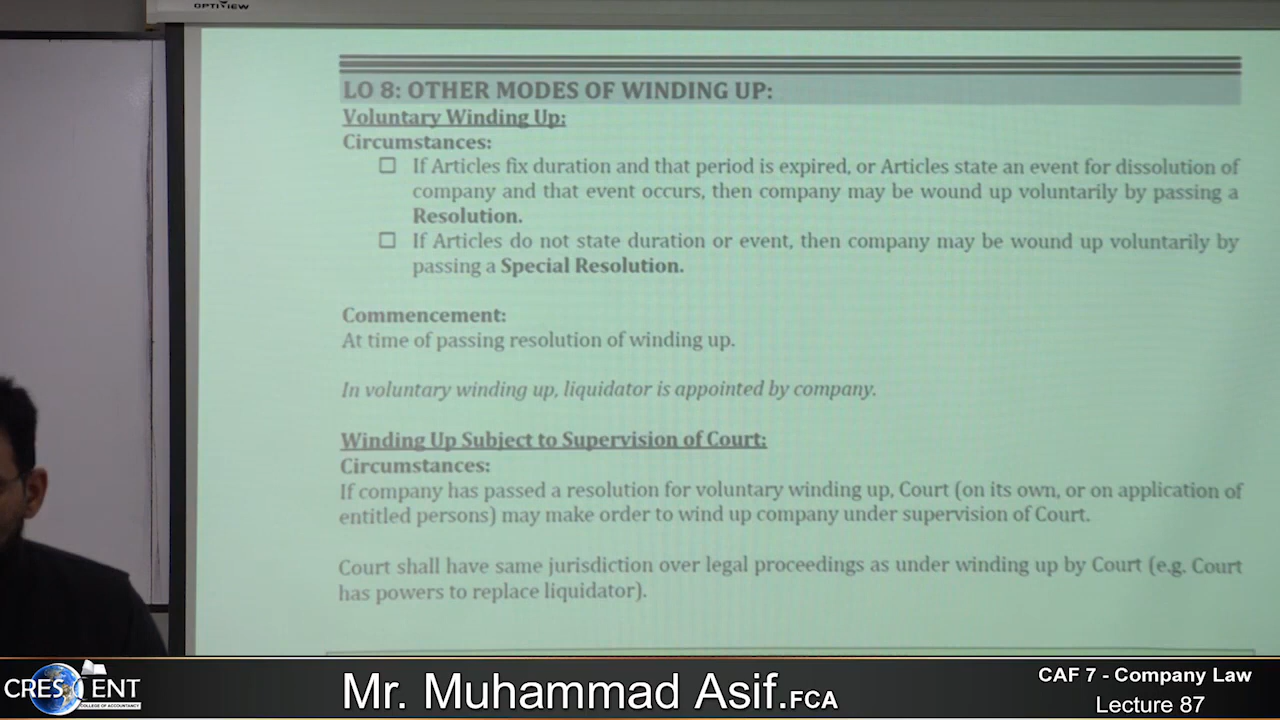 OPTIVIEW
LO 8: OTHER MODES OF WINDING UP:
Voluntary Winding Up:
Circumstances:
☐ If Articles fix duration and that period is expired, or Articles state an event for dissolution of
company and that event occurs, then company may be wound up voluntarily by passing a
Resolution.
☐ If Articles do not state duration or event, then company may be wound up voluntarily by
passing a Special Resolution.
Commencement:
At time of passing resolution of winding up.
In voluntary winding up, liquidator is appointed by company.
Winding Up Subject to Supervision of Court:
Circumstances:
If company has passed a resolution for voluntary winding up, Court (on its own, or on application of
entitled persons) may make order to wind up company under supervision of Court.
Court shall have same jurisdiction over legal proceedings as under winding up by Court (e.g. Court
has powers to replace liquidator).
CRESCENT
COLLEGE OF ACCOUNTANCY
Mr. Muhammad Asif.FCA
CAF 7 - Company Law
Lecture 87